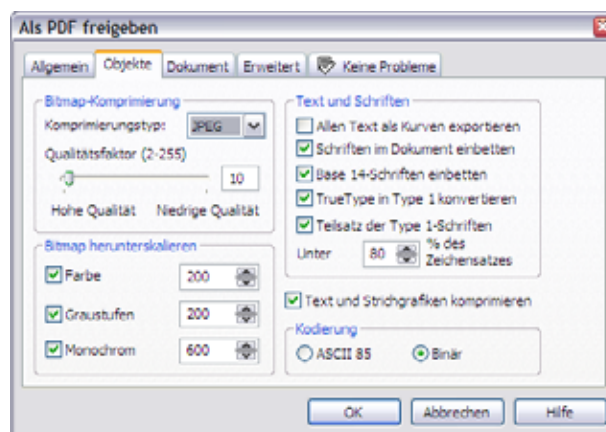 Als PDF freigeben
Allgemein
Objekte
Dokument
Erweitert
Keine Probleme
Bitmap-Komprimierung
Komprimierungstyp:
JPEG
Qualitätsfaktor (2-255)
10
Hohe Qualität
Niedrige Qualität
Bitmap herunterskalieren
Farbe
200
Graustufen
200
Monochrom
600
Text und Schriften
Allen Text als Kurven exportieren
Schriften im Dokument einbetten
Base 14-Schriften einbetten
TrueType in Type 1 konvertieren
Teilsatz der Type 1-Schriften
Unter
80
% des
Zeichensatzes
Text und Strichgrafiken komprimieren
Kodierung
ASCII 85
Binär
OK
Abbrechen
Hilfe